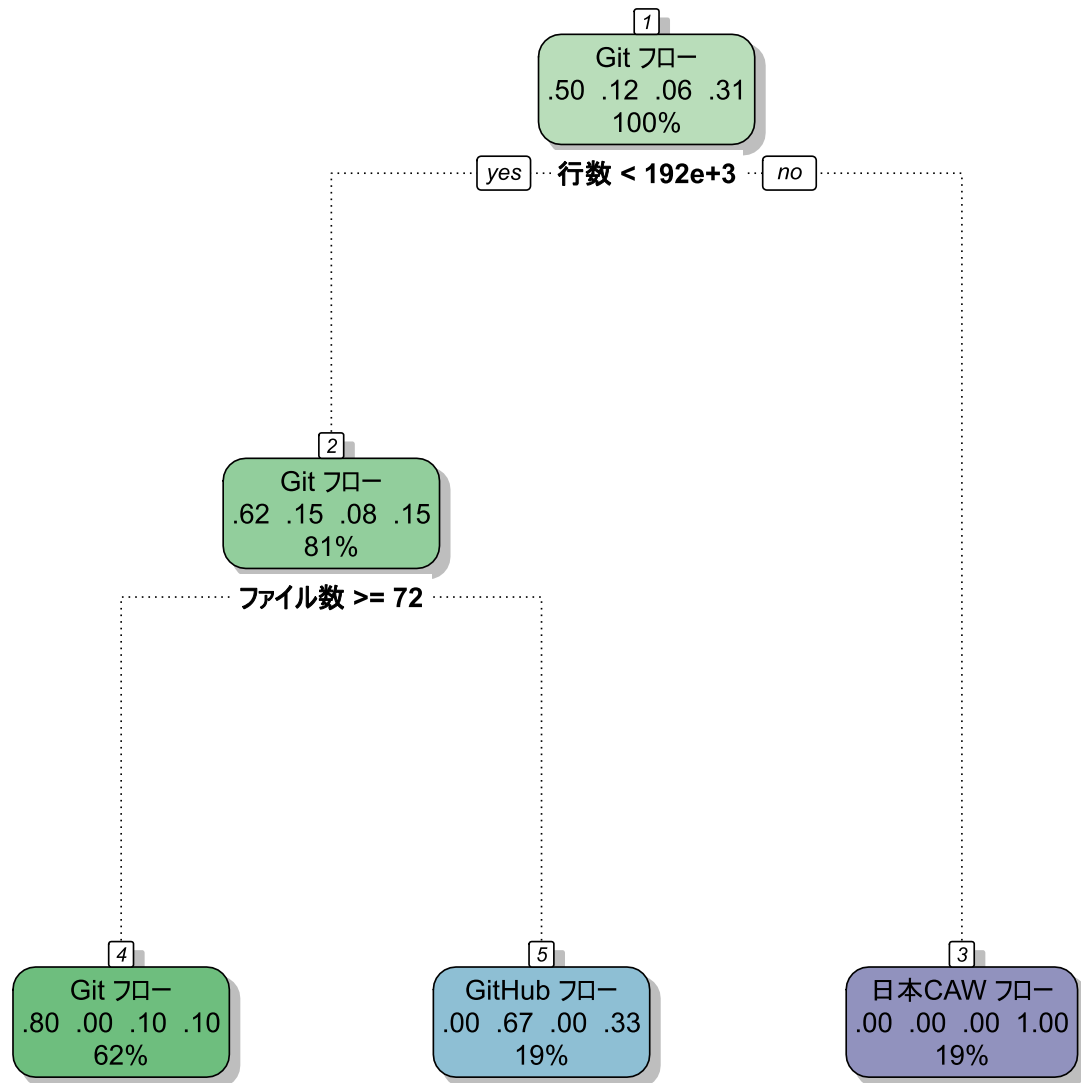 1
Git フロー
.50 .12 .06 .31
100%
yes 行数 < 192e+3 no
2
Git フロー
.62 .15 .08 .15
81%
ファイル数 >= 72
4
Git フロー
.80 .00 .10 .10
62%
5
GitHub フロー
.00 .67 .00 .33
19%
3
日本CAW フロー
.00 .00 .00 1.00
19%